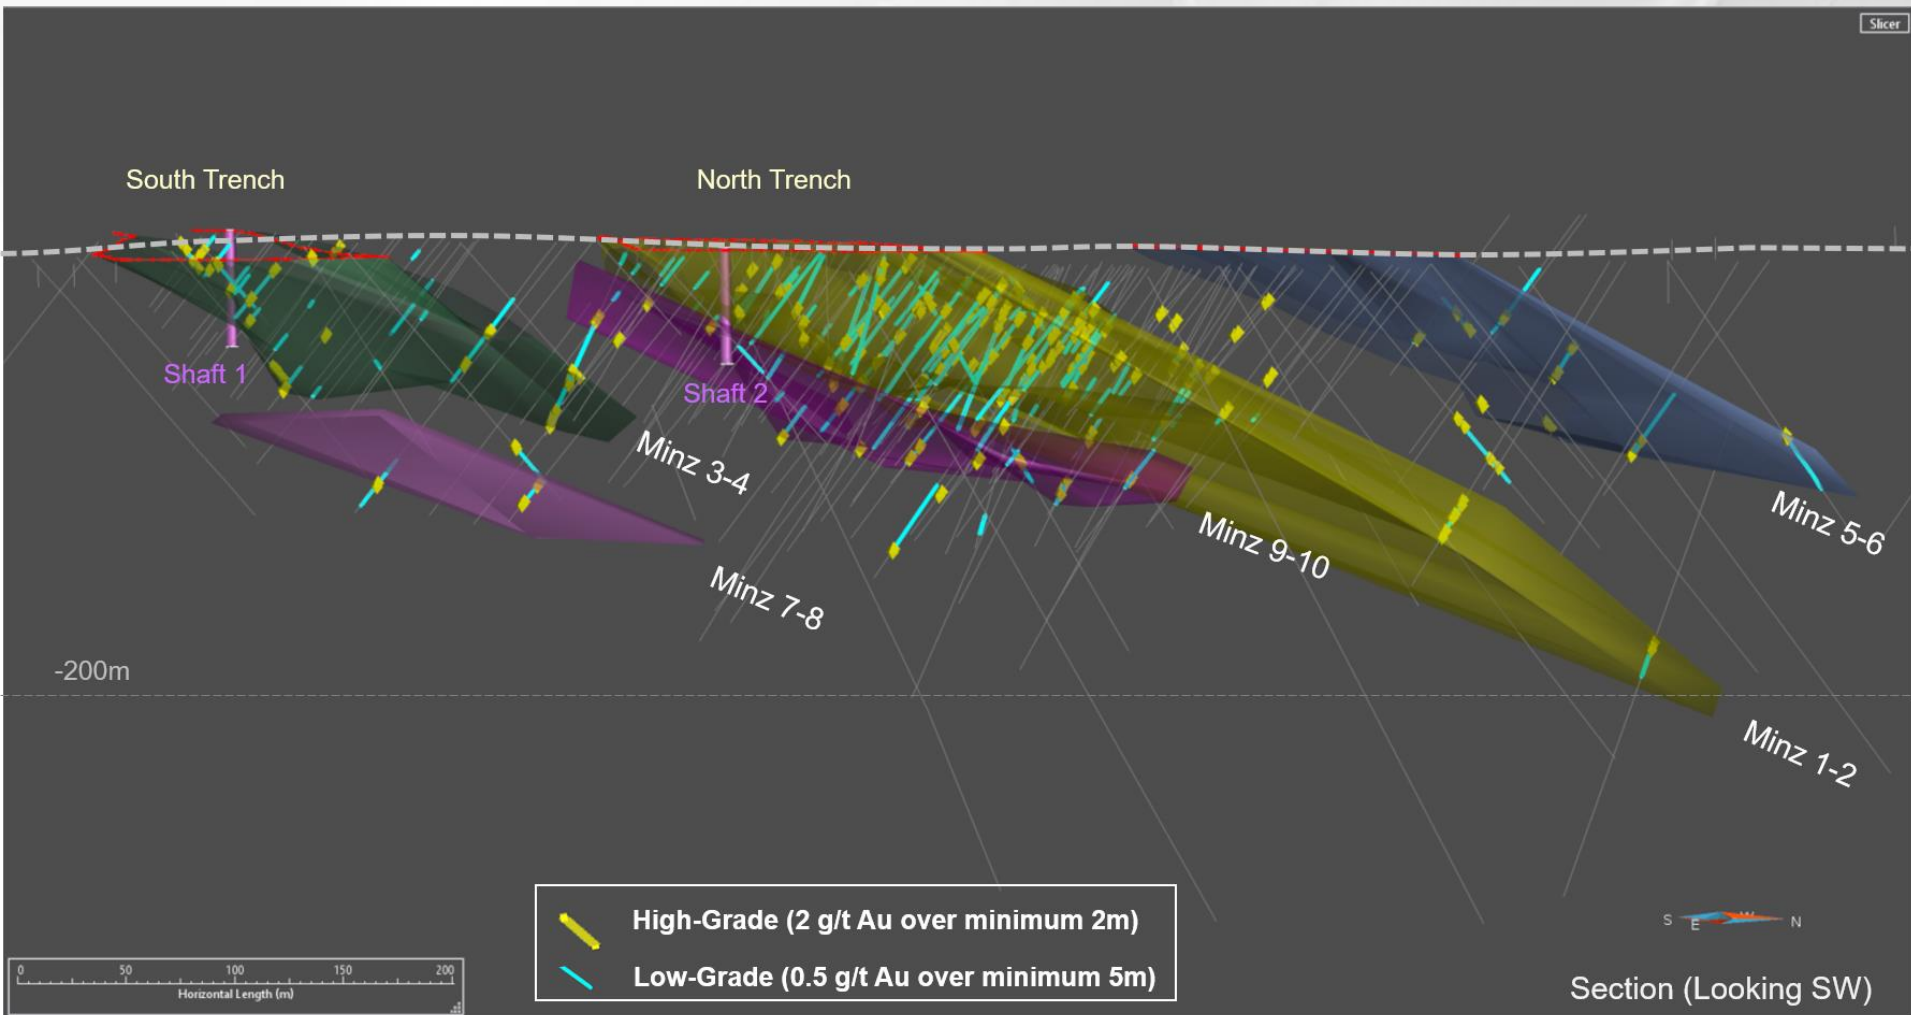 Slicer
South Trench
North Trench
Shaft 1
Shaft 2
Minz 3-4
Minz 5-6
Minz 9-10
Minz 7-8
-200m
Minz 1-2
High-Grade (2 g/t Au over minimum 2m)
Low-Grade (0.5 g/t Au over minimum 5m)
S E W N
0 50 100 150 200
Horizontal Length (m)
Section (Looking SW)